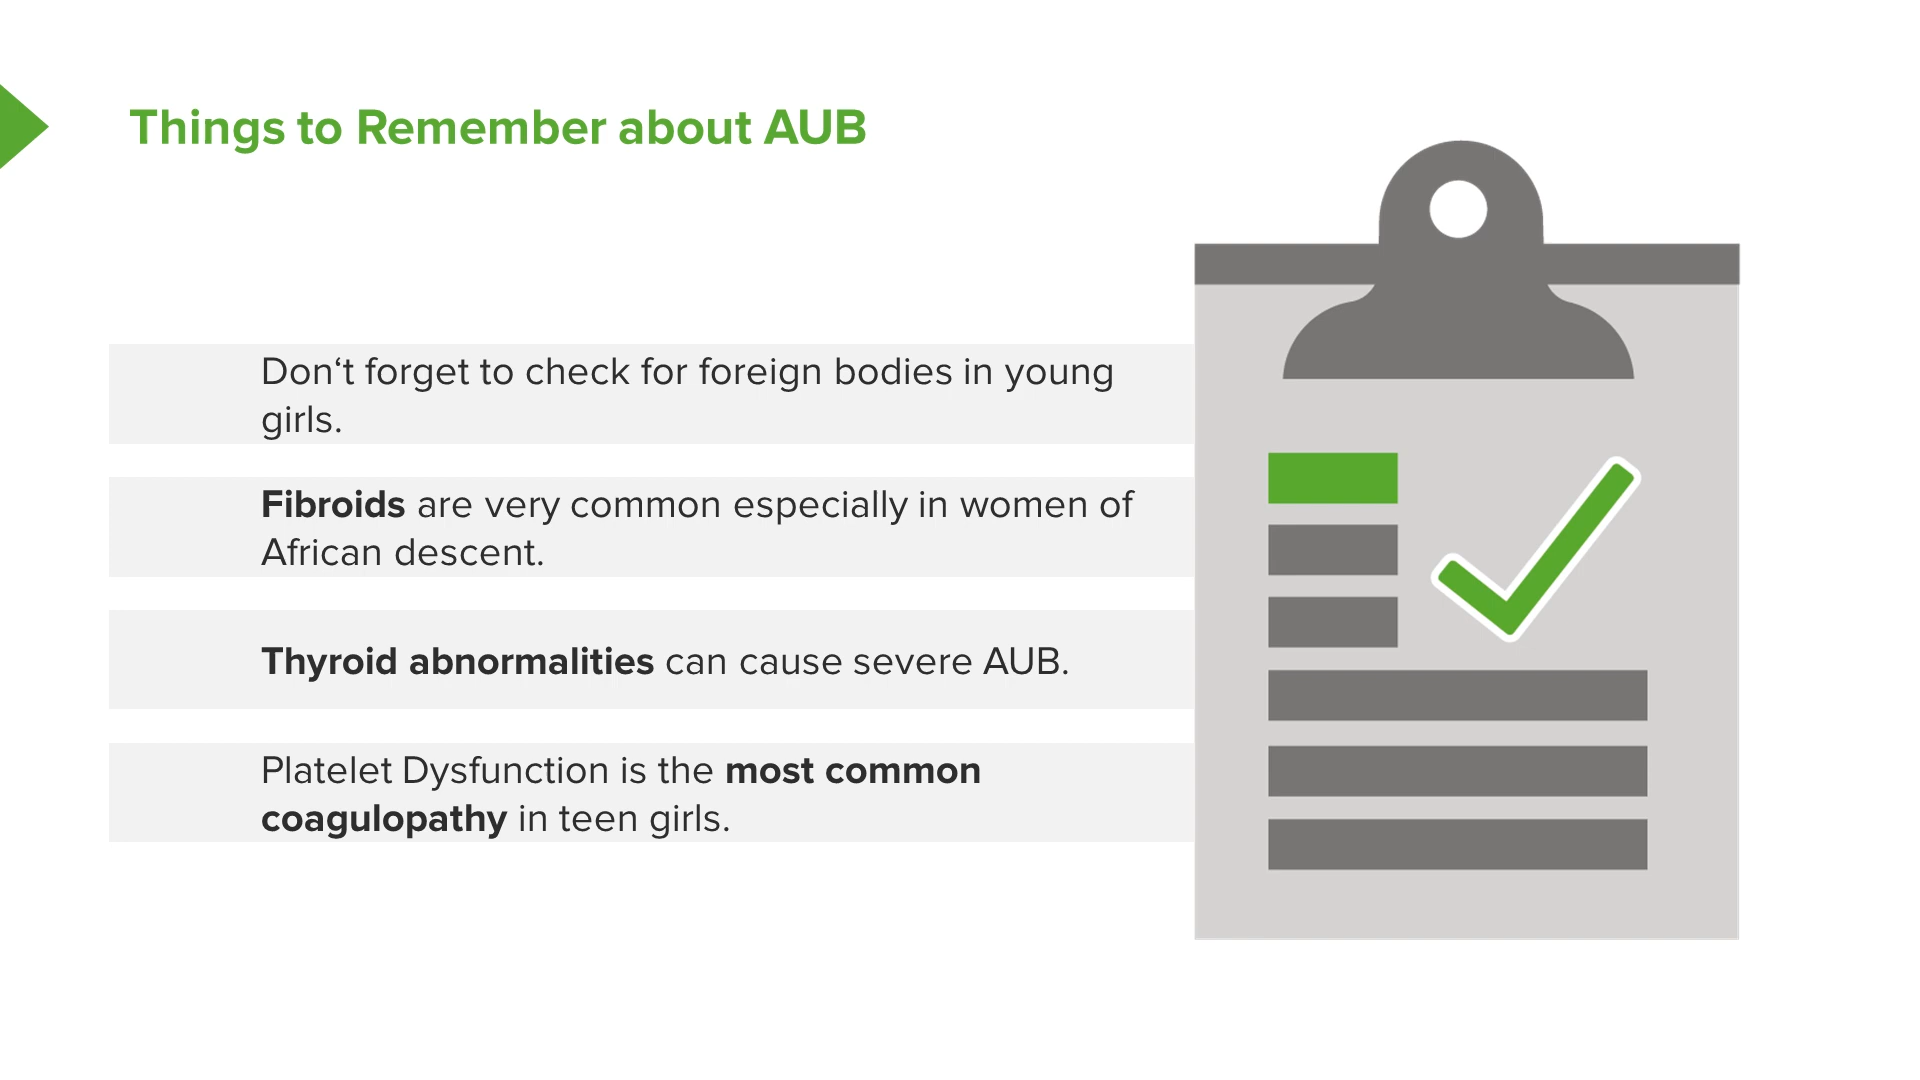 Things to Remember about AUB
Don‘t forget to check for foreign bodies in young
girls.
Fibroids are very common especially in women of
African descent.
Thyroid abnormalities can cause severe AUB.
Platelet Dysfunction is the most common
coagulopathy in teen girls.